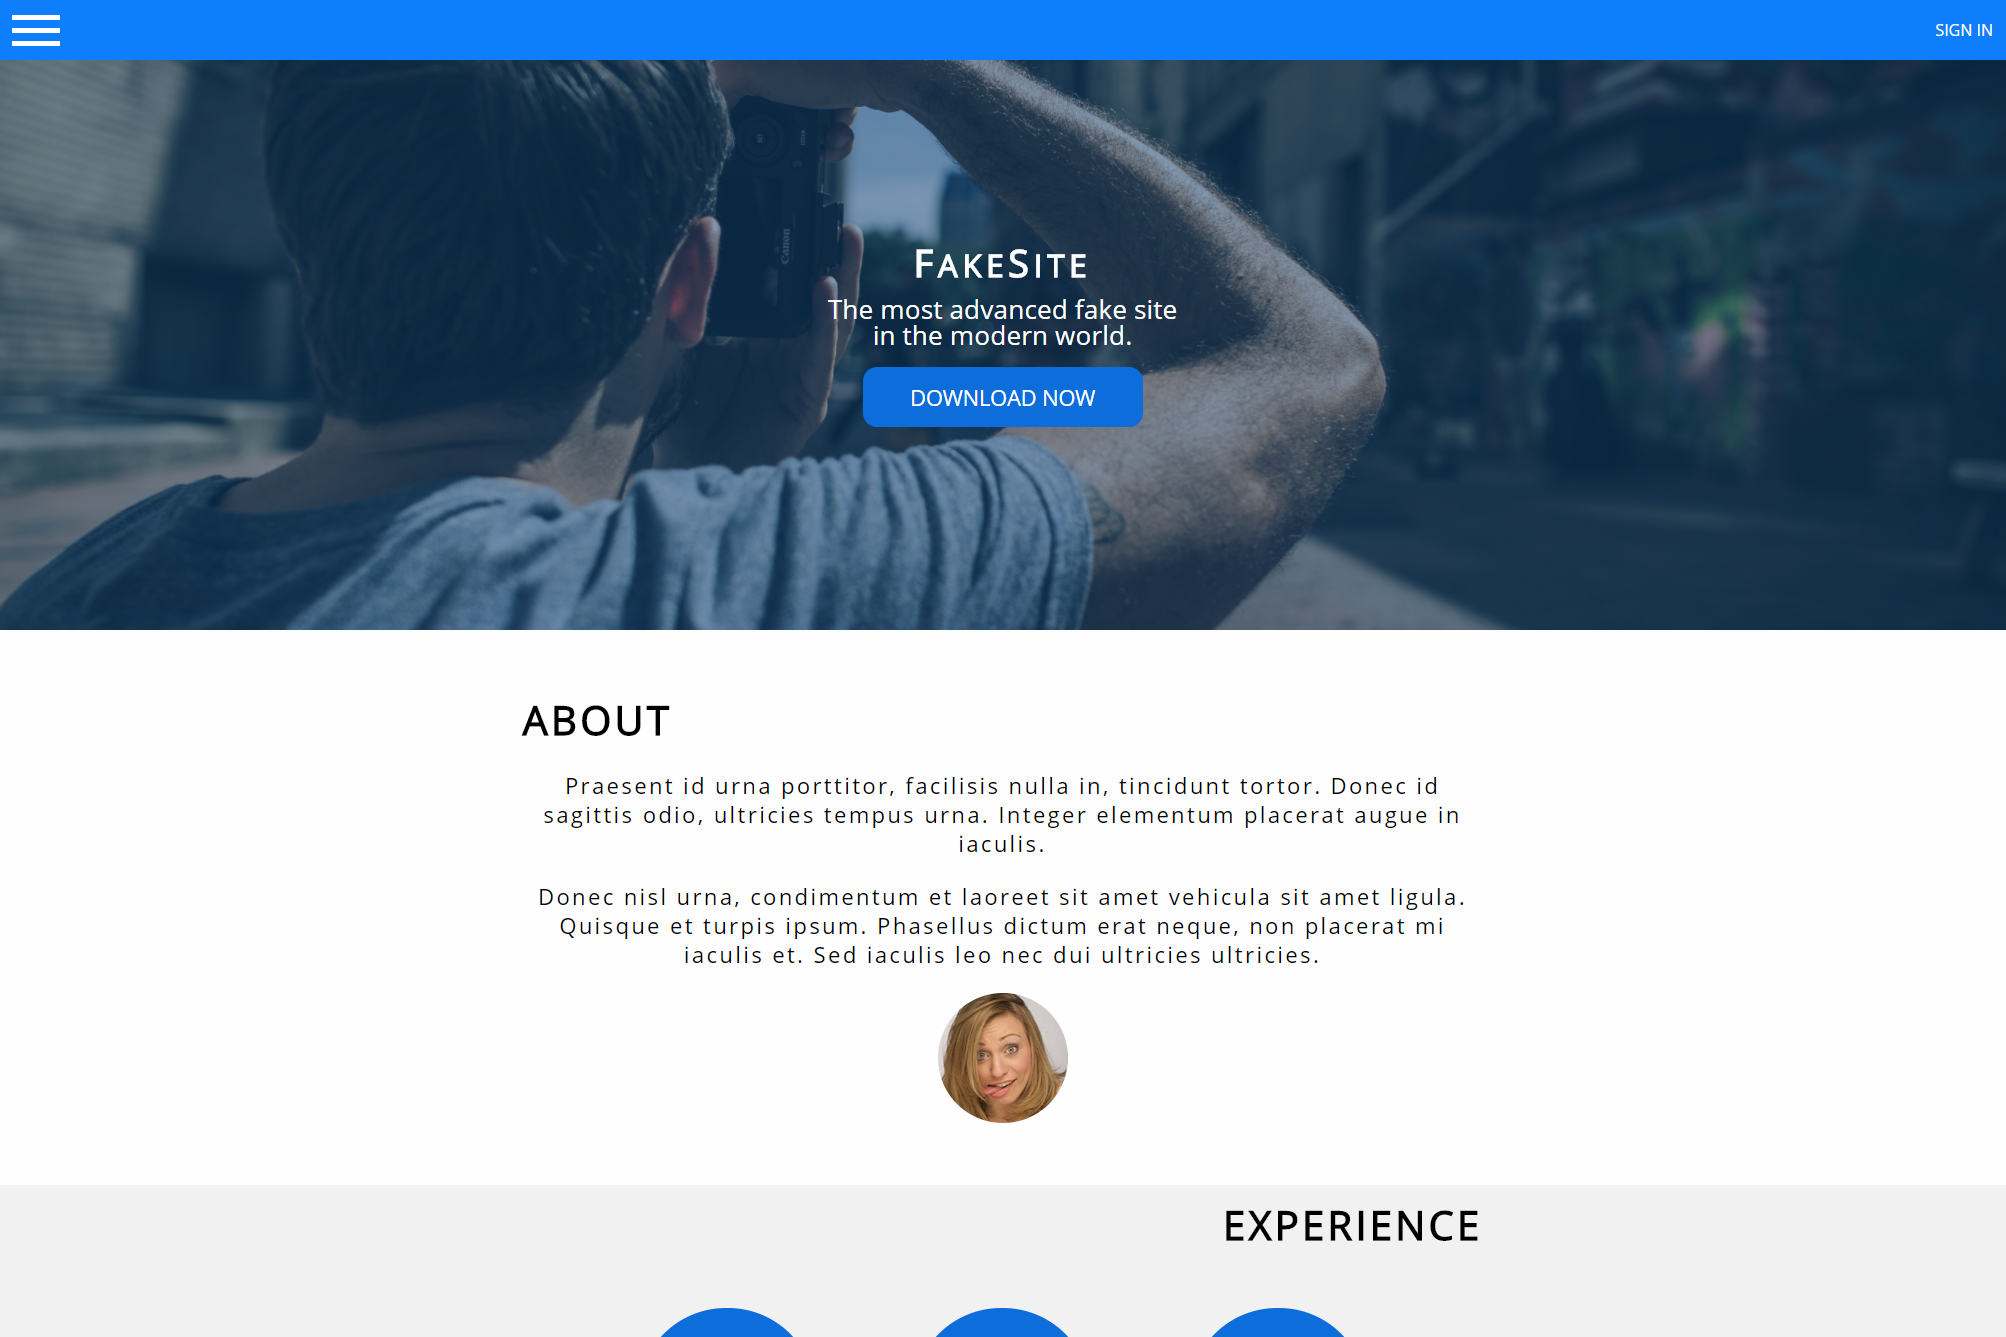 SIGN IN
Canon
FAKESITE
The most advanced fake site
in the modern world.
DOWNLOAD NOW
ABOUT
Praesent id urna porttitor, facilisis nulla in, tincidunt tortor. Donec id
sagittis odio, ultricies tempus urna. Integer elementum placerat augue in
iaculis.
Donec nisl urna, condimentum et laoreet sit amet vehicula sit amet ligula.
Quisque et turpis ipsum. Phasellus dictum erat neque, non placerat mi
iaculis et. Sed iaculis leo nec dui ultricies ultricies.
EXPERIENCE